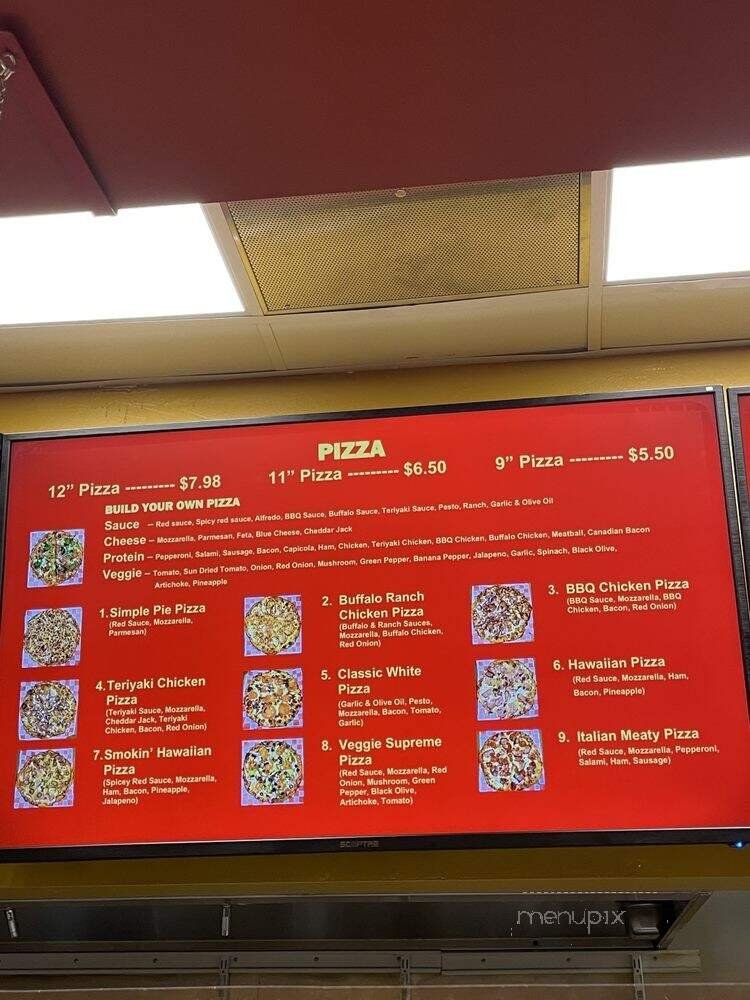 PIZZA
12” Pizza --------- $7.98
11” Pizza --------- $6.50
9” Pizza --------- $5.50
BUILD YOUR OWN PIZZA
Sauce – Red sauce, Spicy red sauce, Alfredo, BBQ Sauce, Buffalo Sauce, Teriyaki Sauce, Pesto, Ranch, Garlic & Olive Oil
Cheese – Mozzarella, Parmesan, Feta, Blue Cheese, Cheddar Jack
Protein – Pepperoni, Salami, Sausage, Bacon, Capicola, Ham, Chicken, Teriyaki Chicken, BBQ Chicken, Buffalo Chicken, Meatball, Canadian Bacon
Veggie – Tomato, Sun Dried Tomato, Onion, Red Onion, Mushroom, Green Pepper, Banana Pepper, Jalapeno, Garlic, Spinach, Black Olive,
Artichoke, Pineapple
1.Simple Pie Pizza
(Red Sauce, Mozzarella,
Parmesan)
2. Buffalo Ranch
Chicken Pizza
(Buffalo & Ranch Sauces,
Mozzarella, Buffalo Chicken,
Red Onion)
3. BBQ Chicken Pizza
(BBQ Sauce, Mozzarella, BBQ
Chicken, Bacon, Red Onion)
4.Teriyaki Chicken
Pizza
(Teriyaki Sauce, Mozzarella,
Cheddar Jack, Teriyaki
Chicken, Bacon, Red Onion)
5. Classic White
Pizza
(Garlic & Olive Oil, Pesto,
Mozzarella, Bacon, Tomato,
Garlic)
6. Hawaiian Pizza
(Red Sauce, Mozzarella, Ham,
Bacon, Pineapple)
7.Smokin’ Hawaiian
Pizza
(Spicey Red Sauce, Mozzarella,
Ham, Bacon, Pineapple,
Jalapeno)
8. Veggie Supreme
Pizza
(Red Sauce, Mozzarella, Red
Onion, Mushroom, Green
Pepper, Black Olive,
Artichoke, Tomato)
9. Italian Meaty Pizza
(Red Sauce, Mozzarella, Pepperoni,
Salami, Ham, Sausage)
SCEPTRE
menupix